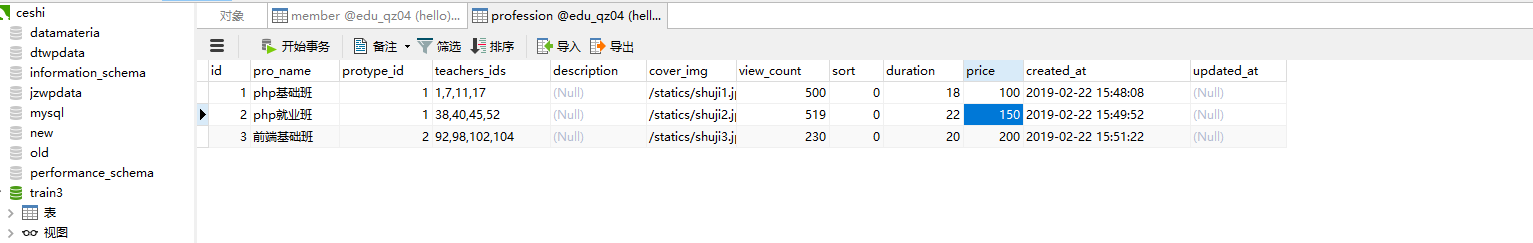 ceshi
datamateria
dtwpdata
information_schema
jzwpdata
mysql
new
old
performance_schema
train3
表
视图
对象 member @edu_qz04 (hello)... profession @edu_qz04 (hell...
开始事务 备注 筛选 排序 导入 导出
id pro_name protype_id teachers_ids description cover_img view_count sort duration price created_at updated_at
1 php基础班 1 1,7,11,17 (Null) /statics/shuji1.jp 500 0 18 100 2019-02-22 15:48:08 (Null)
2 php就业班 1 38,40,45,52 (Null) /statics/shuji2.jp 519 0 22 150 2019-02-22 15:49:52 (Null)
3 前端基础班 2 92,98,102,104 (Null) /statics/shuji3.jp 230 0 20 200 2019-02-22 15:51:22 (Null)